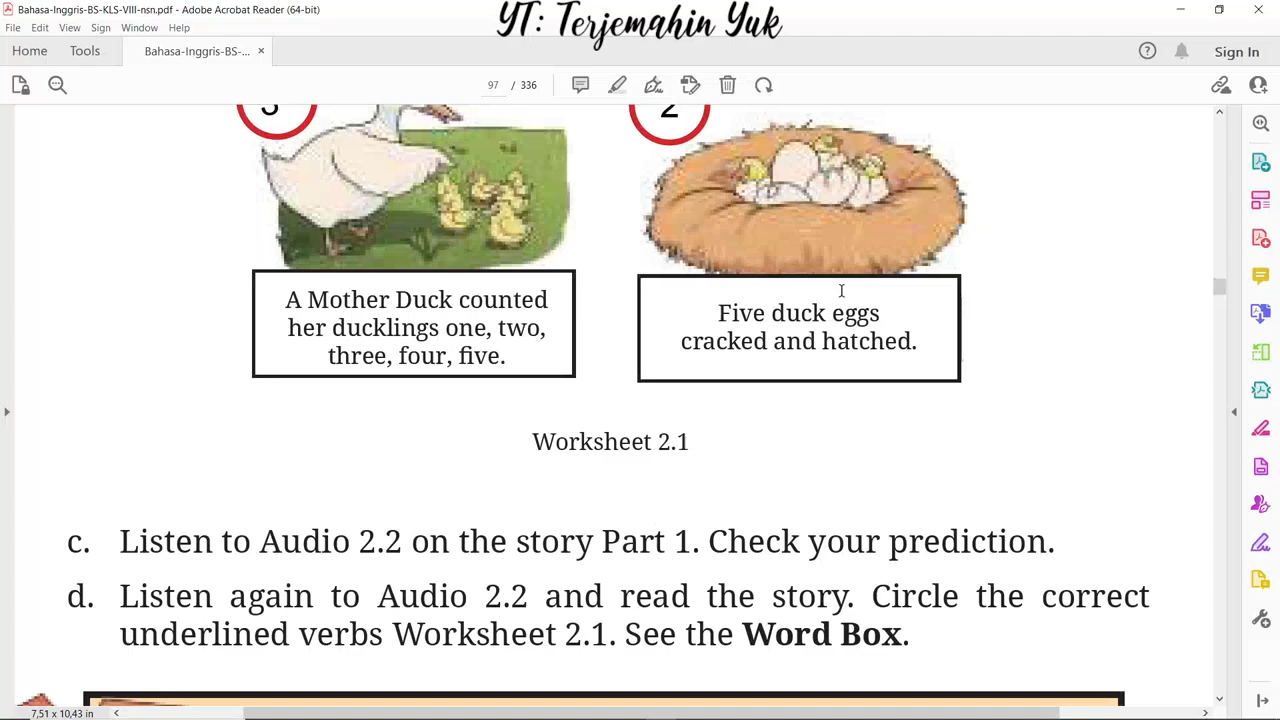 Bahasa-Inggris-BS-KLS-VIII-nsn.pdf - Adobe Acrobat Reader (64-bit)
YT: Terjemahin Yuk
File Edit View Sign Window Help
Home Tools Bahasa-Inggris-BS-... × Sign In
97 / 336
3
2
A Mother Duck counted
her ducklings one, two,
three, four, five.
Five duck eggs
cracked and hatched.
Worksheet 2.1
c. Listen to Audio 2.2 on the story Part 1. Check your prediction.
d. Listen again to Audio 2.2 and read the story. Circle the correct
underlined verbs Worksheet 2.1. See the Word Box.
7,51 x 10,43 in